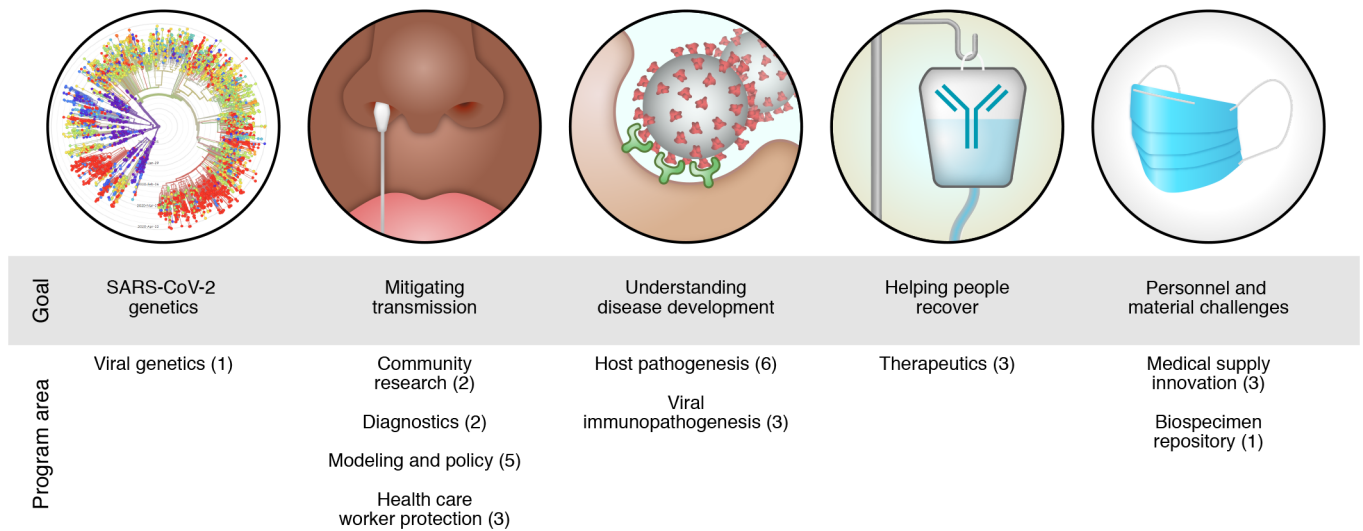 Goal
SARS-CoV-2
genetics
Mitigating
transmission
Understanding
disease development
Helping people
recover
Personnel and
material challenges
Program area
Viral genetics (1)
Community
research (2)
Diagnostics (2)
Modeling and policy (5)
Health care
worker protection (3)
Host pathogenesis (6)
Viral
immunopathogenesis (3)
Therapeutics (3)
Medical supply
innovation (3)
Biospecimen
repository (1)